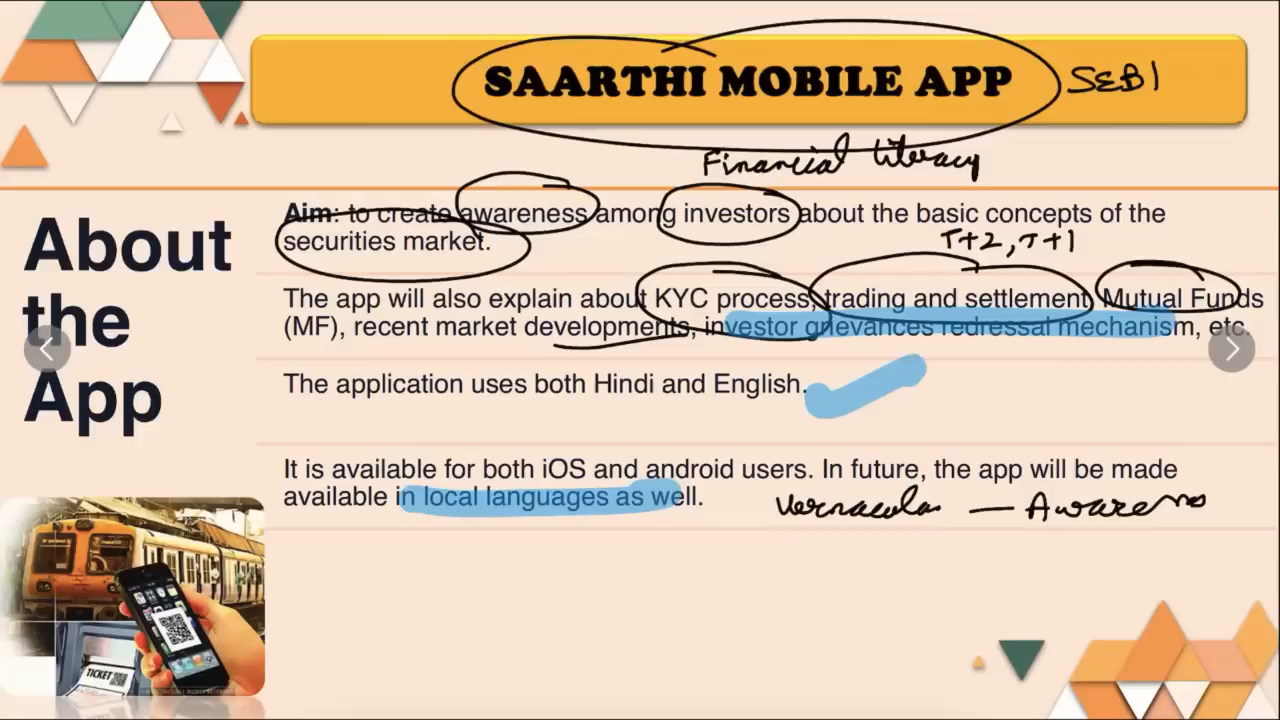 SAARTHI MOBILE APP SEBI
Financial literacy
About
the
App
Aim: to create awareness among investors about the basic concepts of the
securities market.
T+2, T+1
The app will also explain about KYC process, trading and settlement, Mutual Funds
(MF), recent market developments, investor grievances redressal mechanism, etc.
The application uses both Hindi and English.
It is available for both iOS and android users. In future, the app will be made
available in local languages as well.
Vernacular — Awareness
TICKET